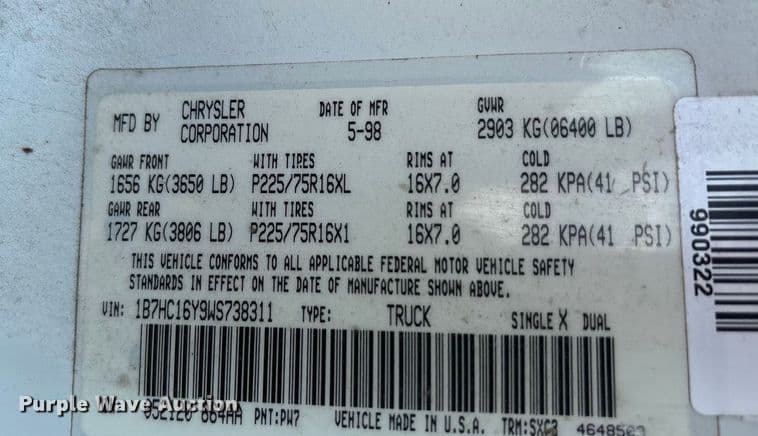 MFD BY CHRYSLER CORPORATION DATE OF MFR 5-98 GVWR 2903 KG(06400 LB)
GAWR FRONT WITH TIRES RIMS AT COLD
1656 KG(3650 LB) P225/75R16XL 16X7.0 282 KPA(41 PSI)
GAWR REAR WITH TIRES RIMS AT COLD
1727 KG(3806 LB) P225/75R16X1 16X7.0 282 KPA(41 PSI)
THIS VEHICLE CONFORMS TO ALL APPLICABLE FEDERAL MOTOR VEHICLE SAFETY
STANDARDS IN EFFECT ON THE DATE OF MANUFACTURE SHOWN ABOVE.
VIN: 1B7HC16Y9WS738311 TYPE: TRUCK SINGLE X DUAL
864AA PNT:PW7 VEHICLE MADE IN U.S.A.
990322
Purple Wave Auction